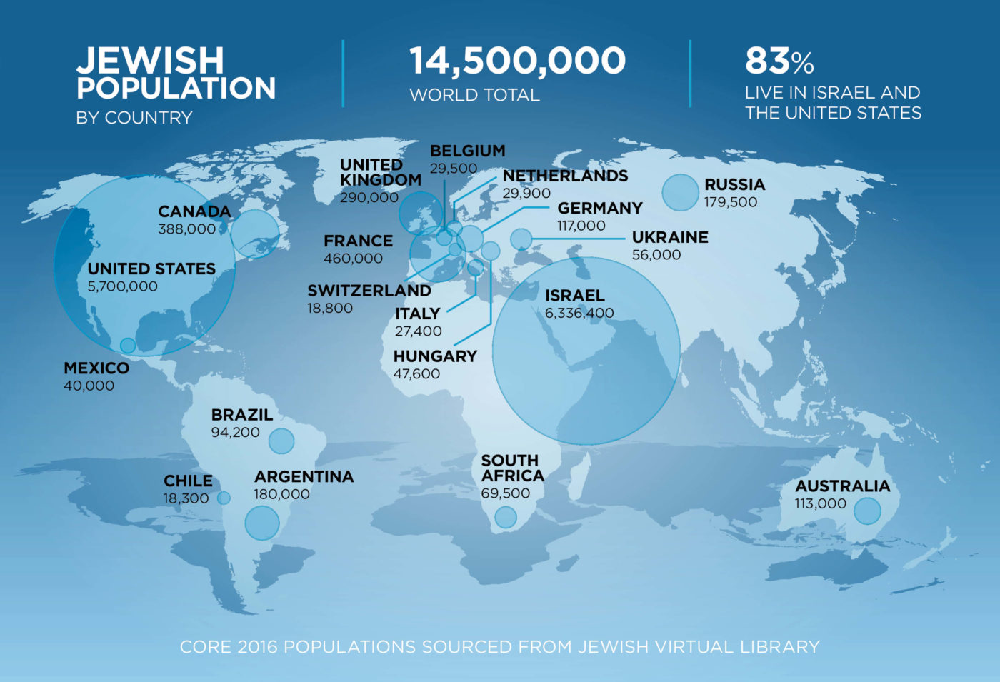 JEWISH
POPULATION
BY COUNTRY
14,500,000
WORLD TOTAL
83%
LIVE IN ISRAEL AND
THE UNITED STATES
BELGIUM
29,500
UNITED
KINGDOM
290,000
NETHERLANDS
29,900
RUSSIA
179,500
CANADA
388,000
GERMANY
117,000
FRANCE
460,000
UKRAINE
56,000
UNITED STATES
5,700,000
SWITZERLAND
18,800
ISRAEL
6,336,400
ITALY
27,400
HUNGARY
47,600
MEXICO
40,000
BRAZIL
94,200
SOUTH
AFRICA
69,500
CHILE
18,300
ARGENTINA
180,000
AUSTRALIA
113,000
CORE 2016 POPULATIONS SOURCED FROM JEWISH VIRTUAL LIBRARY